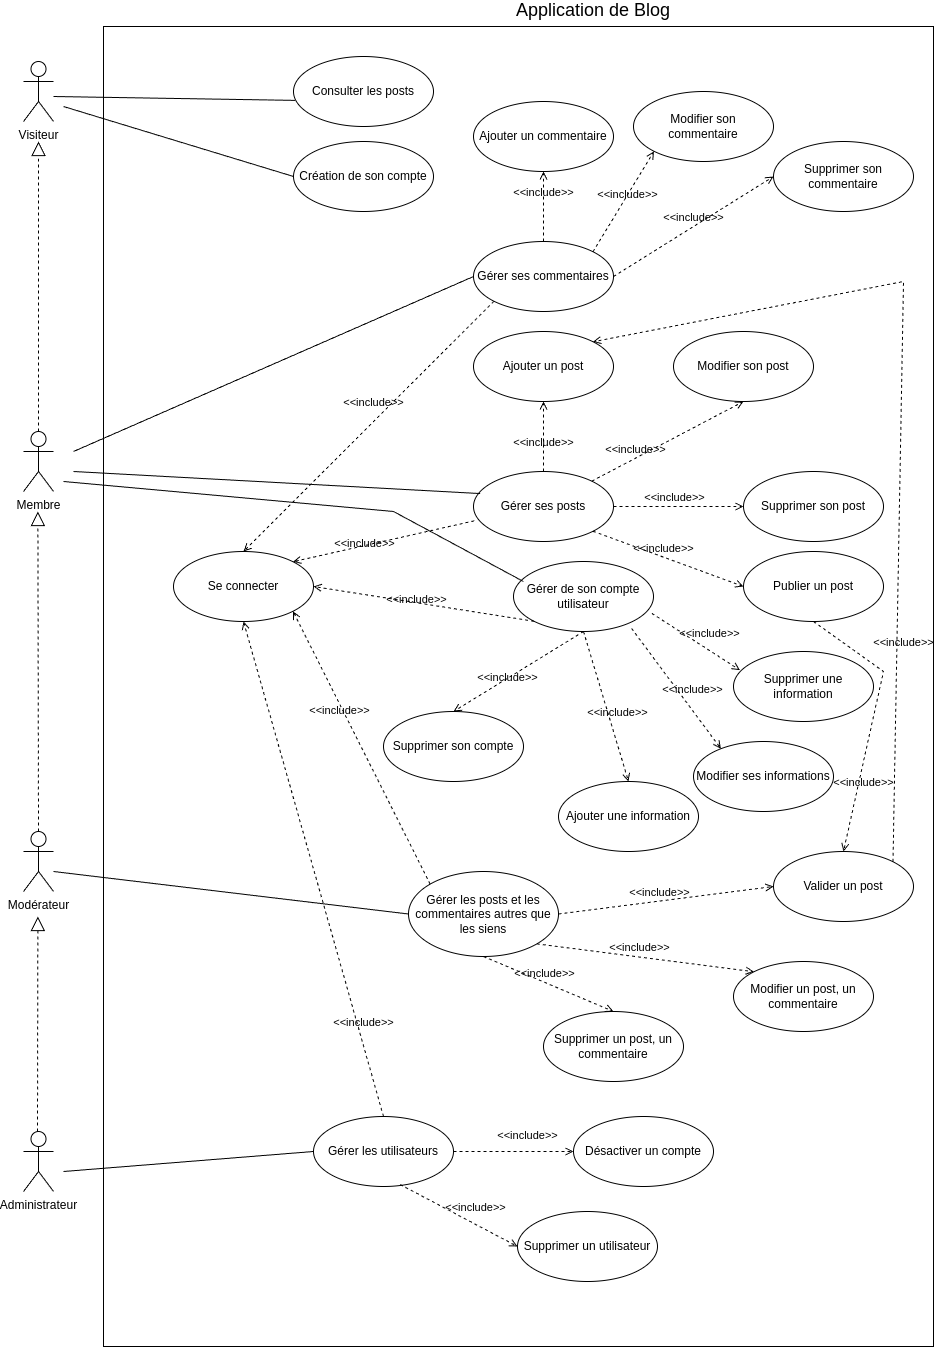 Application de Blog
Consulter les posts
Visiteur
Ajouter un commentaire
Modifier son
commentaire
Création de son compte
Supprimer son
commentaire
<<include>>
<<include>>
<<include>>
Gérer ses commentaires
Ajouter un post
Modifier son post
<<include>>
<<include>>
<<include>>
Membre
Gérer ses posts
<<include>>
Supprimer son post
<<include>>
<<include>>
Se connecter
Gérer de son compte
utilisateur
Publier un post
<<include>>
<<include>>
<<include>>
Supprimer une
information
<<include>>
<<include>>
<<include>>
<<include>>
Supprimer son compte
Modifier ses informations
<<include>>
Ajouter une information
Modérateur
Gérer les posts et les
commentaires autres que
les siens
<<include>>
Valider un post
<<include>>
<<include>>
Modifier un post, un
commentaire
<<include>>
Supprimer un post, un
commentaire
Administrateur
Gérer les utilisateurs
<<include>>
Désactiver un compte
<<include>>
Supprimer un utilisateur